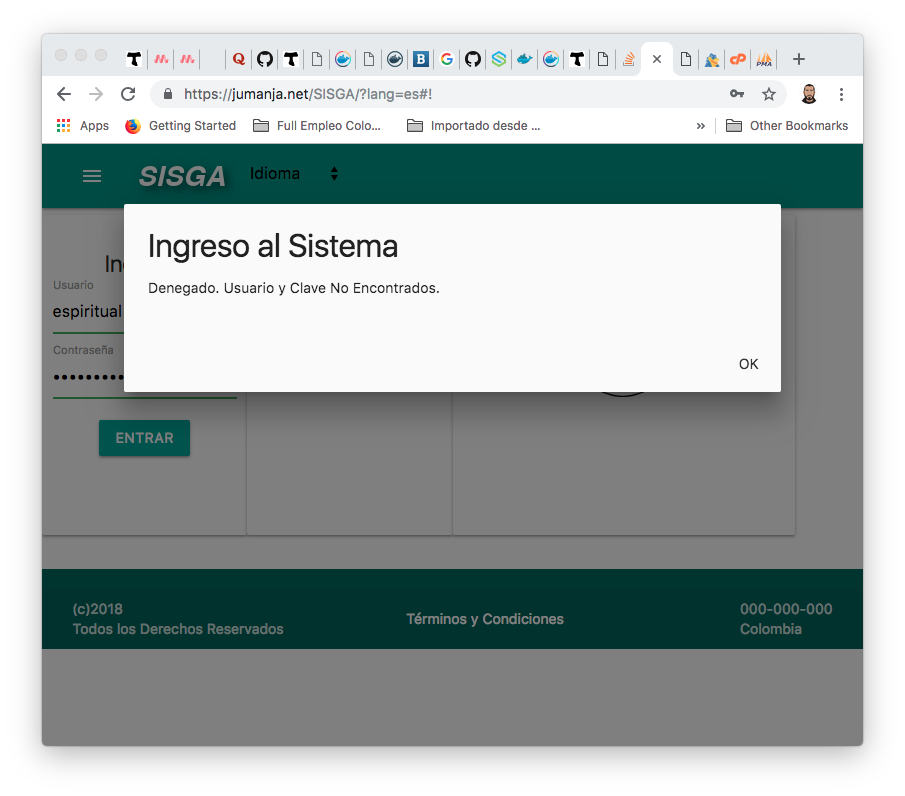 https://jumanja.net/SISGA/?lang=es#!
Apps Getting Started Full Empleo Colo... Importado desde ... » Other Bookmarks
SISGA Idioma
Ingreso al Sistema
Denegado. Usuario y Clave No Encontrados.
OK
In
Usuario
espiritual
Contraseña
ENTRAR
(c)2018
Todos los Derechos Reservados
Términos y Condiciones
000-000-000
Colombia